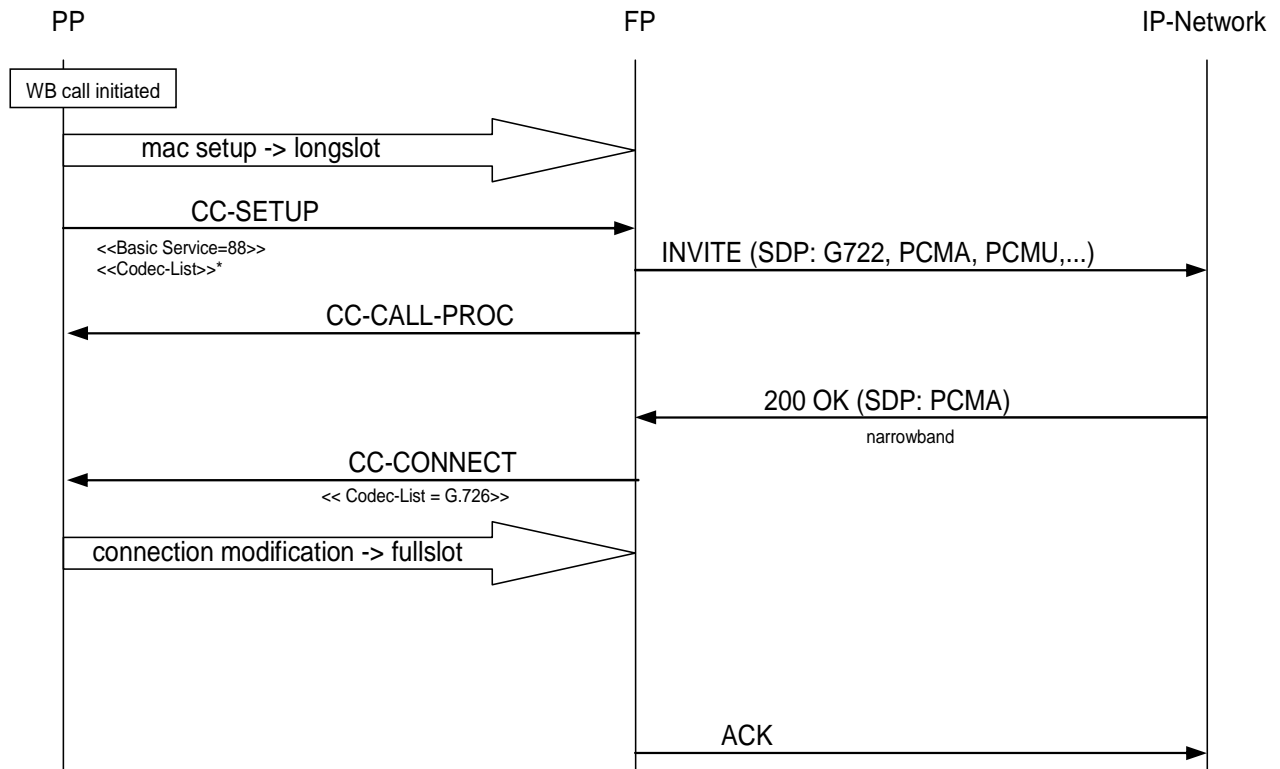 PP
FP
IP-Network
WB call initiated
mac setup -> longslot
CC-SETUP
<<Basic Service=88>>
<<Codec-List>>*
INVITE (SDP: G722, PCMA, PCMU,...)
CC-CALL-PROC
200 OK (SDP: PCMA)
narrowband
CC-CONNECT
<< Codec-List = G.726>>
connection modification -> fullslot
ACK